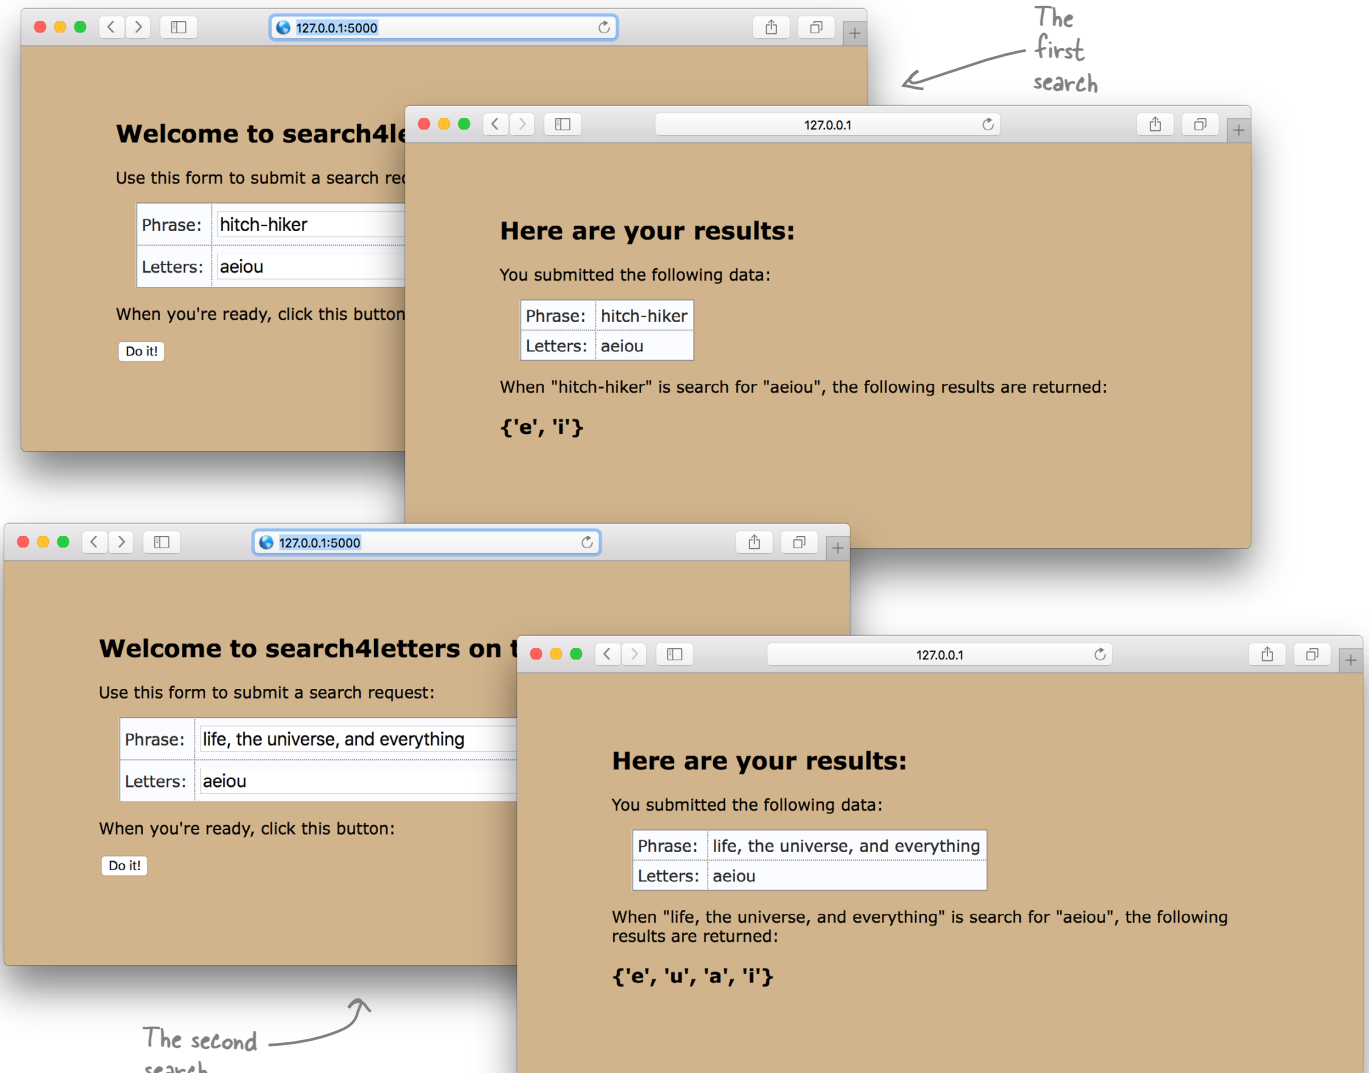 127.0.0.1:5000
The
first
search
Welcome to search4le
Use this form to submit a search req
Phrase: hitch-hiker
Letters: aeiou
When you're ready, click this button
Do it!
127.0.0.1
Here are your results:
You submitted the following data:
Phrase: hitch-hiker
Letters: aeiou
When "hitch-hiker" is search for "aeiou", the following results are returned:
{'e', 'i'}
127.0.0.1:5000
Welcome to search4letters on t
Use this form to submit a search request:
Phrase: life, the universe, and everything
Letters: aeiou
When you're ready, click this button:
Do it!
127.0.0.1
Here are your results:
You submitted the following data:
Phrase: life, the universe, and everything
Letters: aeiou
When "life, the universe, and everything" is search for "aeiou", the following
results are returned:
{'e', 'u', 'a', 'i'}
The second
search